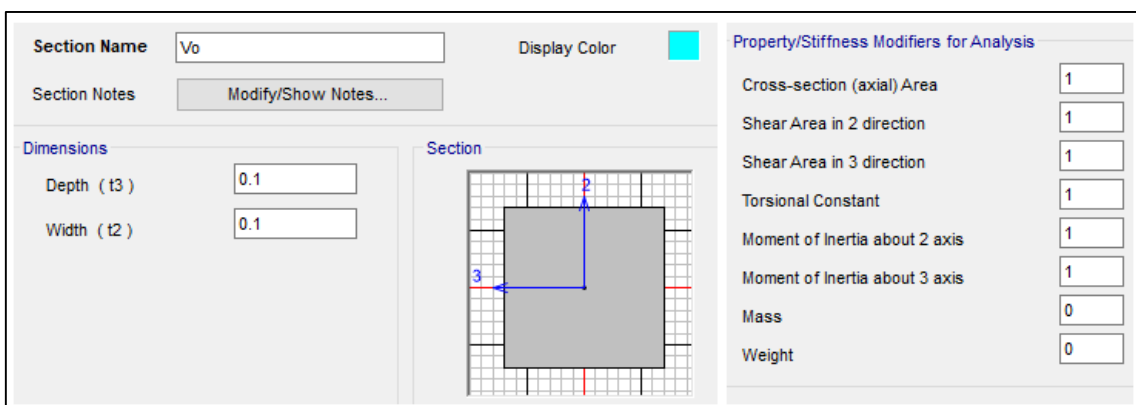 Section Name Vo Display Color
Section Notes Modify/Show Notes...
Dimensions
Depth ( t3 ) 0.1
Width ( t2 ) 0.1
Section
2
3
Property/Stiffness Modifiers for Analysis
Cross-section (axial) Area 1
Shear Area in 2 direction 1
Shear Area in 3 direction 1
Torsional Constant 1
Moment of Inertia about 2 axis 1
Moment of Inertia about 3 axis 1
Mass 0
Weight 0